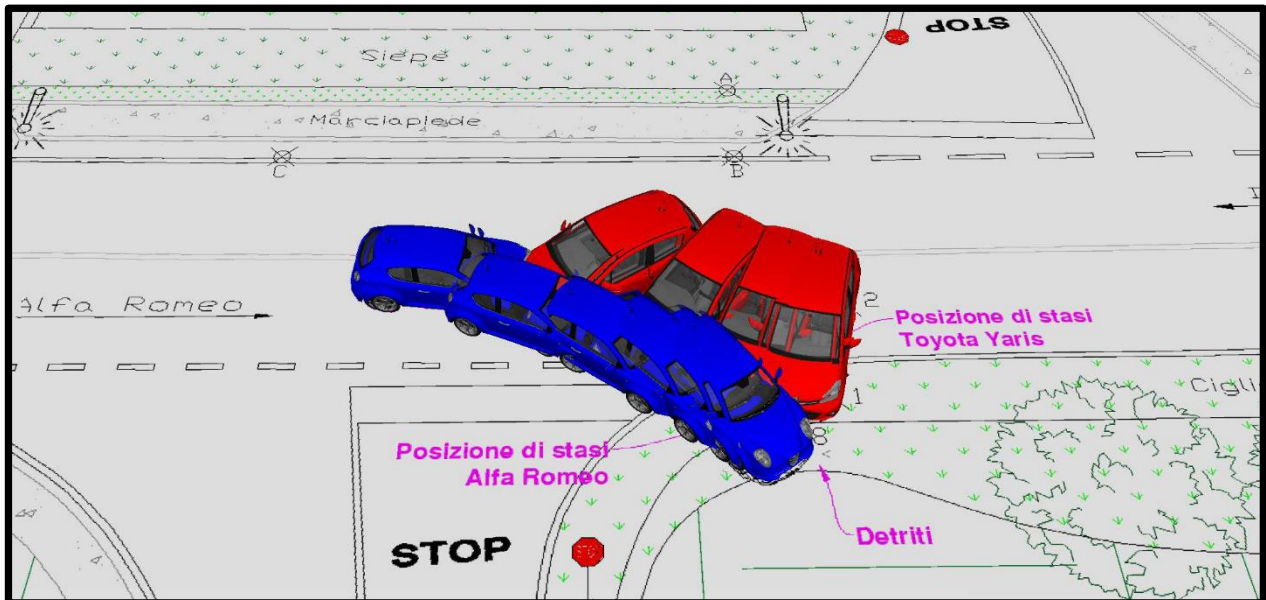 STOP
Siepe
A
Marciapiede
C
B
Alfa Romeo
2
Posizione di stasi
Toyota Yaris
1
Cigli
8
Posizione di stasi
Alfa Romeo
Detriti
STOP